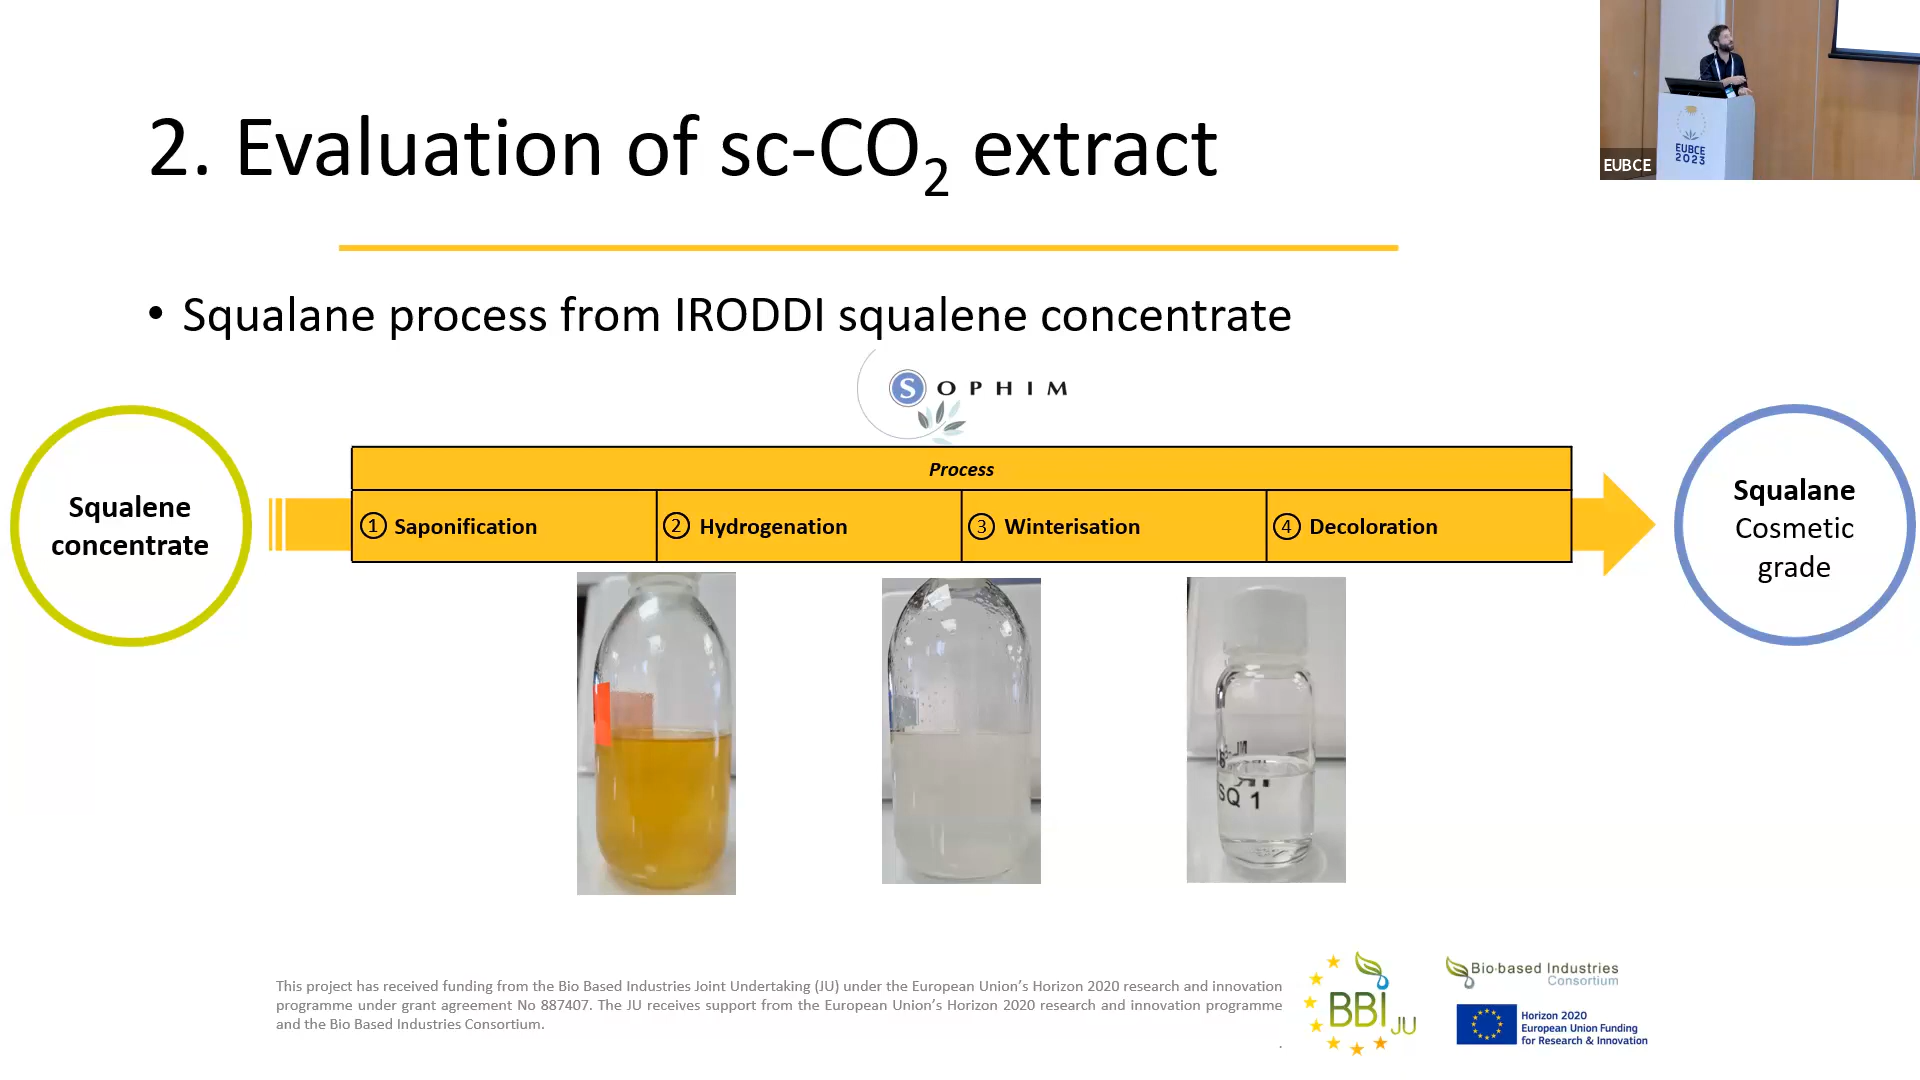 2. Evaluation of sc-CO₂ extract
EUBCE
2023
EUBCE
• Squalane process from IRODDI squalene concentrate
SOPHIM
Squalene
concentrate
Process
① Saponification
② Hydrogenation
③ Winterisation
④ Decoloration
Squalane
Cosmetic
grade
SQ 1
This project has received funding from the Bio Based Industries Joint Undertaking (JU) under the European Union's Horizon 2020 research and innovation
programme under grant agreement No 887407. The JU receives support from the European Union's Horizon 2020 research and innovation programme
and the Bio Based Industries Consortium.
.
BBI JU
Bio-based Industries
Consortium
Horizon 2020
European Union Funding
for Research & Innovation